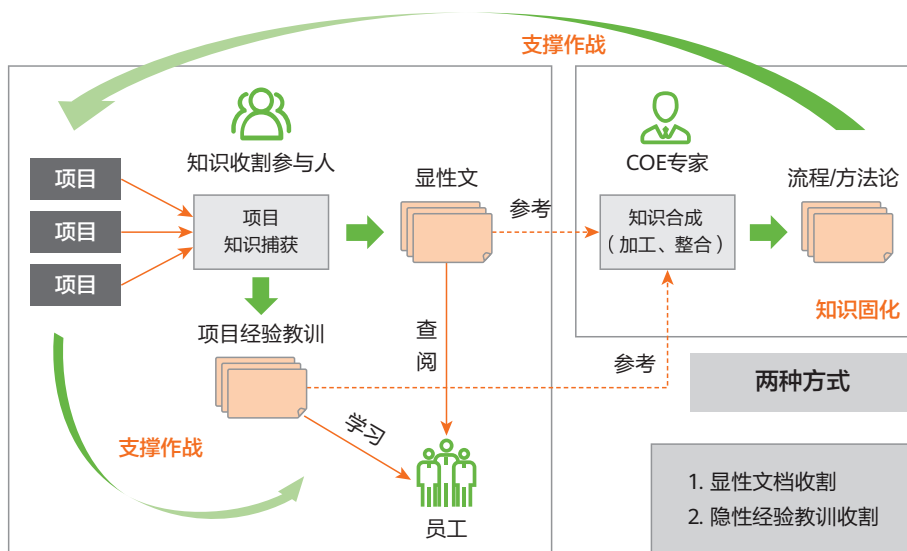 支撑作战
知识收割参与人
COE专家
项目
项目
项目
项目
知识捕获
显性文
参考
知识合成
（加工、整合）
流程/方法论
知识固化
项目经验教训
查
阅
参考
学习
支撑作战
员工
两种方式
1. 显性文档收割
2. 隐性经验教训收割